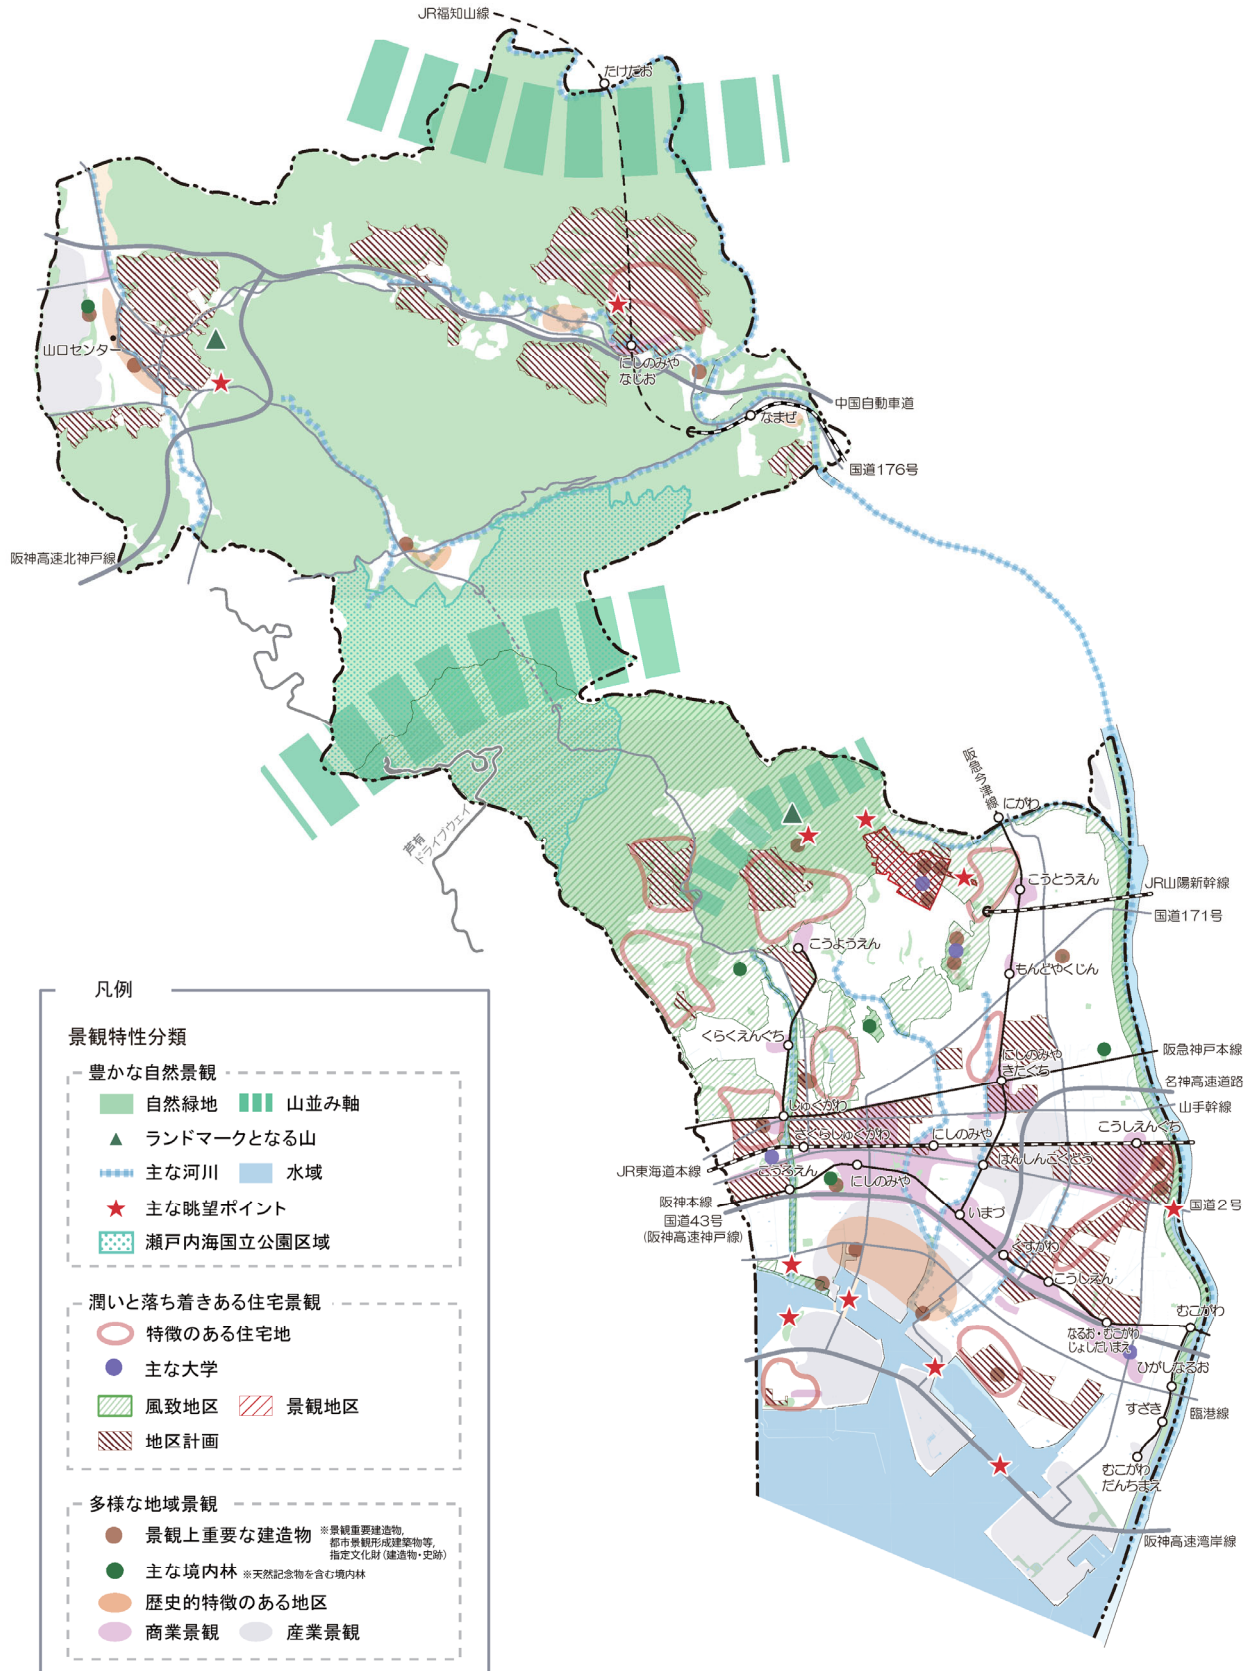 JR福知山線
たけだお
山口センター
にしのみや
なじお
中国自動車道
なまぜ
国道176号
阪神高速北神戸線
阪急今津線
にがわ
芦有
ドライブウェイ
こうとうえん
JR山陽新幹線
国道171号
こうようえん
もんどやくじん
くらくえんぐち
にしのみや
きたぐち
阪急神戸本線
名神高速道路
山手幹線
しゅくがわ
さくらしゅくがわ
にしのみや
こうしえんぐち
JR東海道本線
こうろえん
にしのみや
はんしんこくどう
阪神本線
国道43号
(阪神高速神戸線)
いまづ
国道2号
くすがわ
こうしえん
むこがわ
なるお・むこがわ
じょしだいまえ
ひがしなるお
すざき
臨港線
むこがわ
だんちまえ
阪神高速湾岸線
凡例
景観特性分類
豊かな自然景観
自然緑地
山並み軸
ランドマークとなる山
主な河川
水域
主な眺望ポイント
瀬戸内海国立公園区域
潤いと落ち着きある住宅景観
特徴のある住宅地
主な大学
風致地区
景観地区
地区計画
多様な地域景観
景観上重要な建造物
※景観重要建造物,
都市景観形成建築物等,
指定文化財(建造物・史跡)
主な境内林 ※天然記念物を含む境内林
歴史的特徴のある地区
商業景観
産業景観